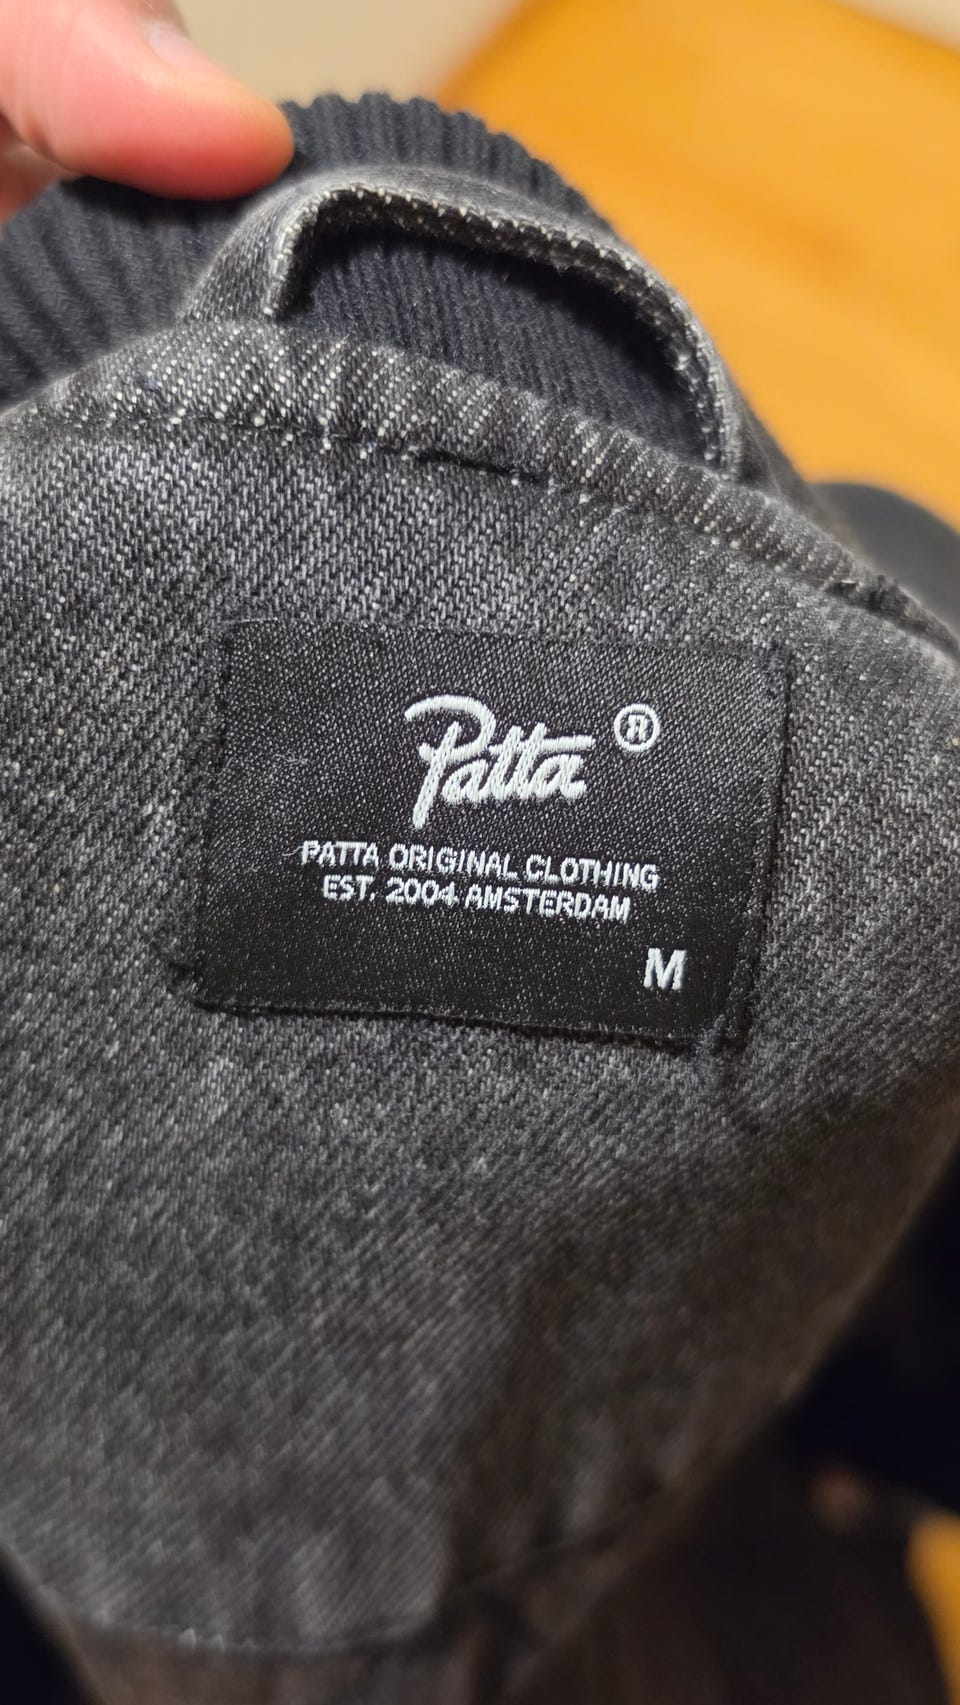 Patta ®
PATTA ORIGINAL CLOTHING
EST. 2004 AMSTERDAM
M